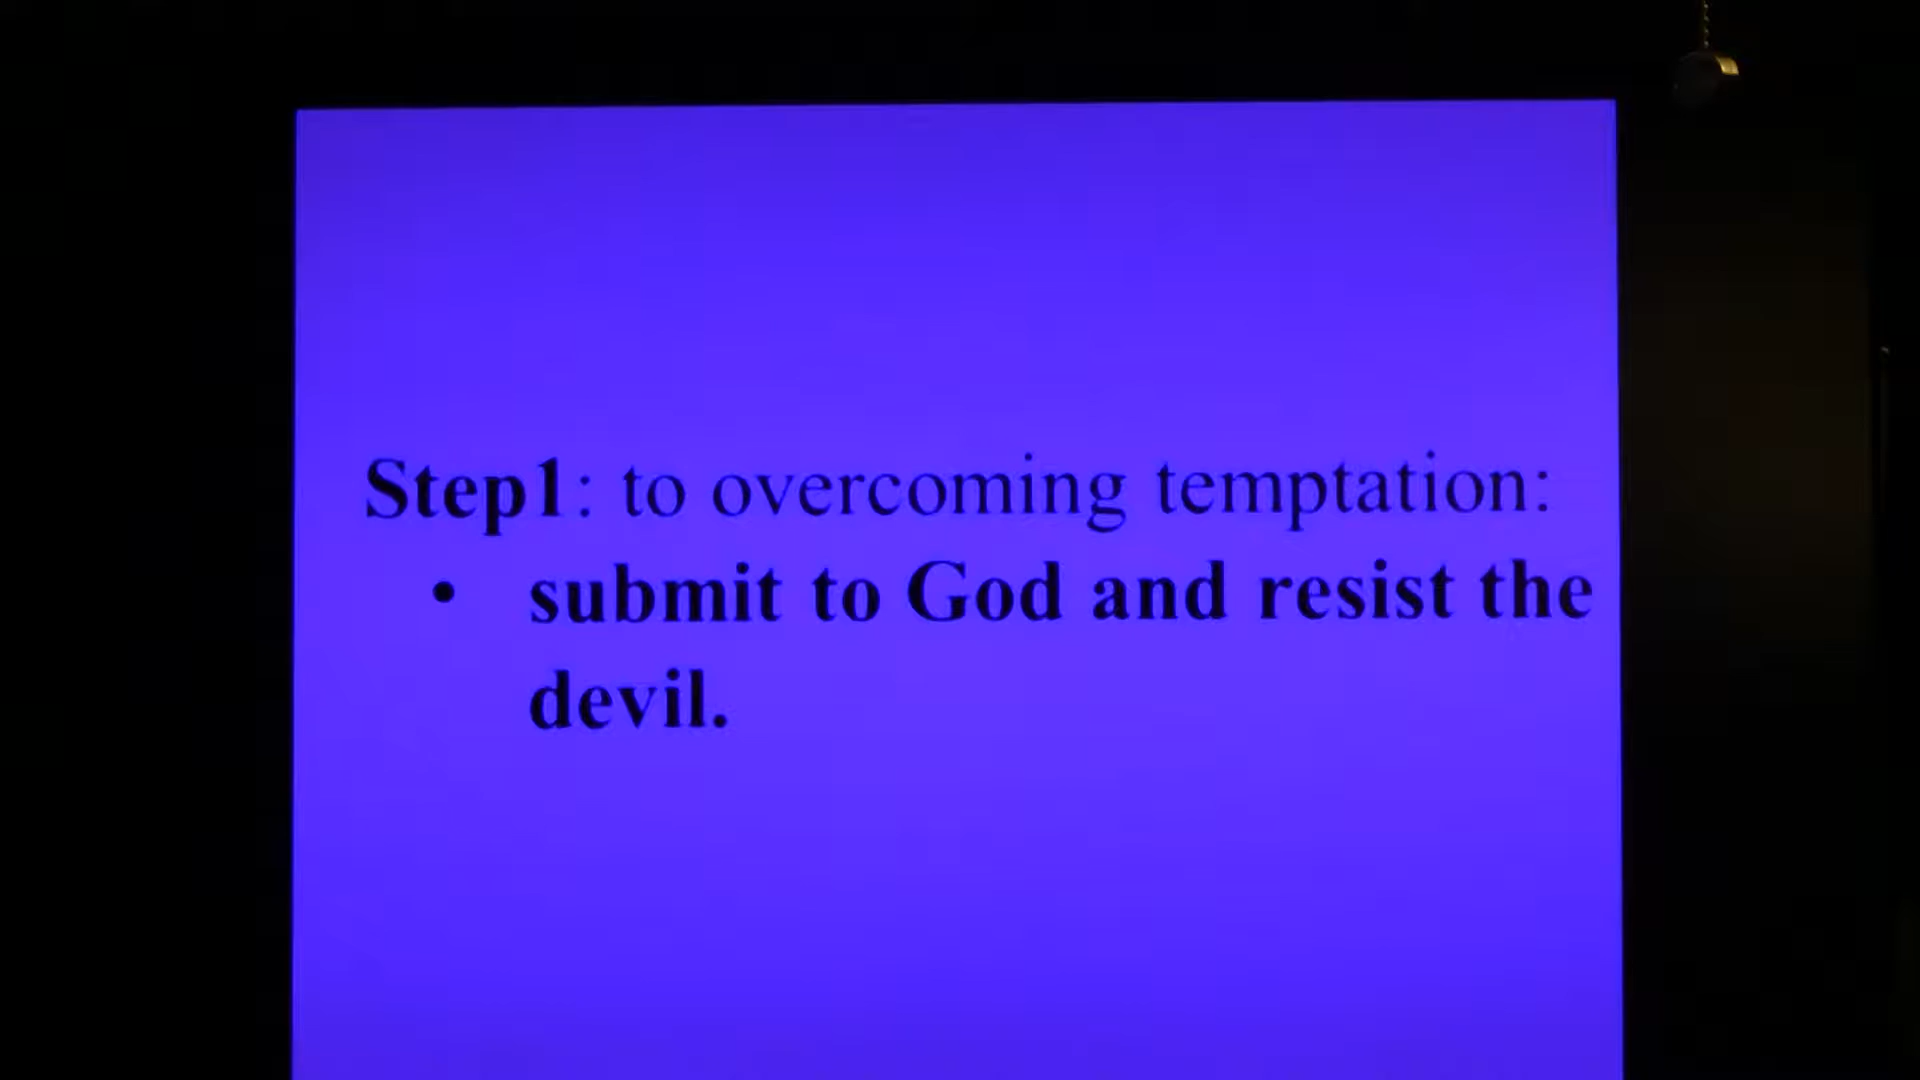 Step1: to overcoming temptation:
• submit to God and resist the
devil.